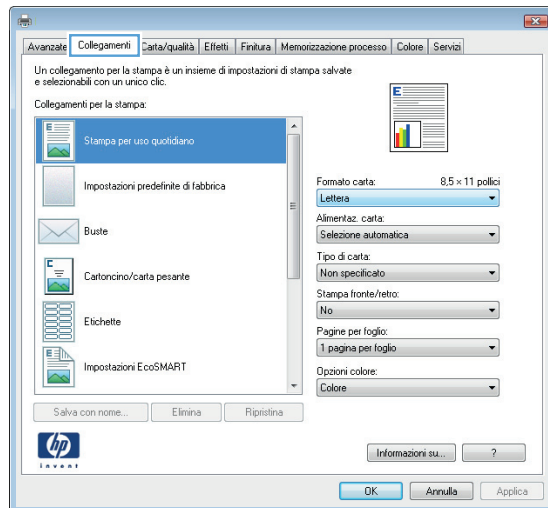 Avanzate Collegamenti Carta/qualità Effetti Finitura Memorizzazione processo Colore Servizi
Un collegamento per la stampa è un insieme di impostazioni di stampa salvate
e selezionabili con un unico clic.
Collegamenti per la stampa:
Stampa per uso quotidiano
Impostazioni predefinite di fabbrica
Buste
Cartoncino/carta pesante
Etichette
Impostazioni EcoSMART
Salva con nome... Elimina Ripristina
E
Formato carta: 8,5 × 11 pollici
Lettera
Alimentaz. carta:
Selezione automatica
Tipo di carta:
Non specificato
Stampa fronte/retro:
No
Pagine per foglio:
1 pagina per foglio
Opzioni colore:
Colore
hp
invent
Informazioni su... ?
OK Annulla Applica